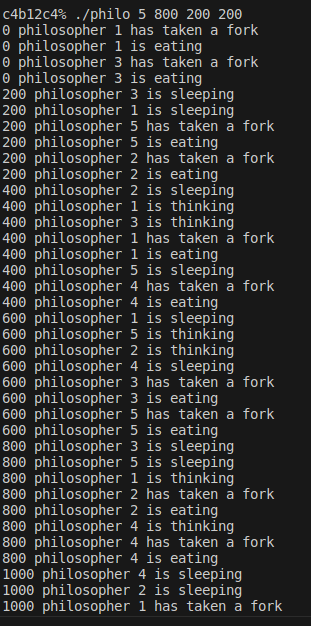 c4b12c4% ./philo 5 800 200 200
0 philosopher 1 has taken a fork
0 philosopher 1 is eating
0 philosopher 3 has taken a fork
0 philosopher 3 is eating
200 philosopher 3 is sleeping
200 philosopher 1 is sleeping
200 philosopher 5 has taken a fork
200 philosopher 5 is eating
200 philosopher 2 has taken a fork
200 philosopher 2 is eating
400 philosopher 2 is sleeping
400 philosopher 1 is thinking
400 philosopher 3 is thinking
400 philosopher 1 has taken a fork
400 philosopher 1 is eating
400 philosopher 5 is sleeping
400 philosopher 4 has taken a fork
400 philosopher 4 is eating
600 philosopher 1 is sleeping
600 philosopher 5 is thinking
600 philosopher 2 is thinking
600 philosopher 4 is sleeping
600 philosopher 3 has taken a fork
600 philosopher 3 is eating
600 philosopher 5 has taken a fork
600 philosopher 5 is eating
800 philosopher 3 is sleeping
800 philosopher 5 is sleeping
800 philosopher 1 is thinking
800 philosopher 2 has taken a fork
800 philosopher 2 is eating
800 philosopher 4 is thinking
800 philosopher 4 has taken a fork
800 philosopher 4 is eating
1000 philosopher 4 is sleeping
1000 philosopher 2 is sleeping
1000 philosopher 1 has taken a fork